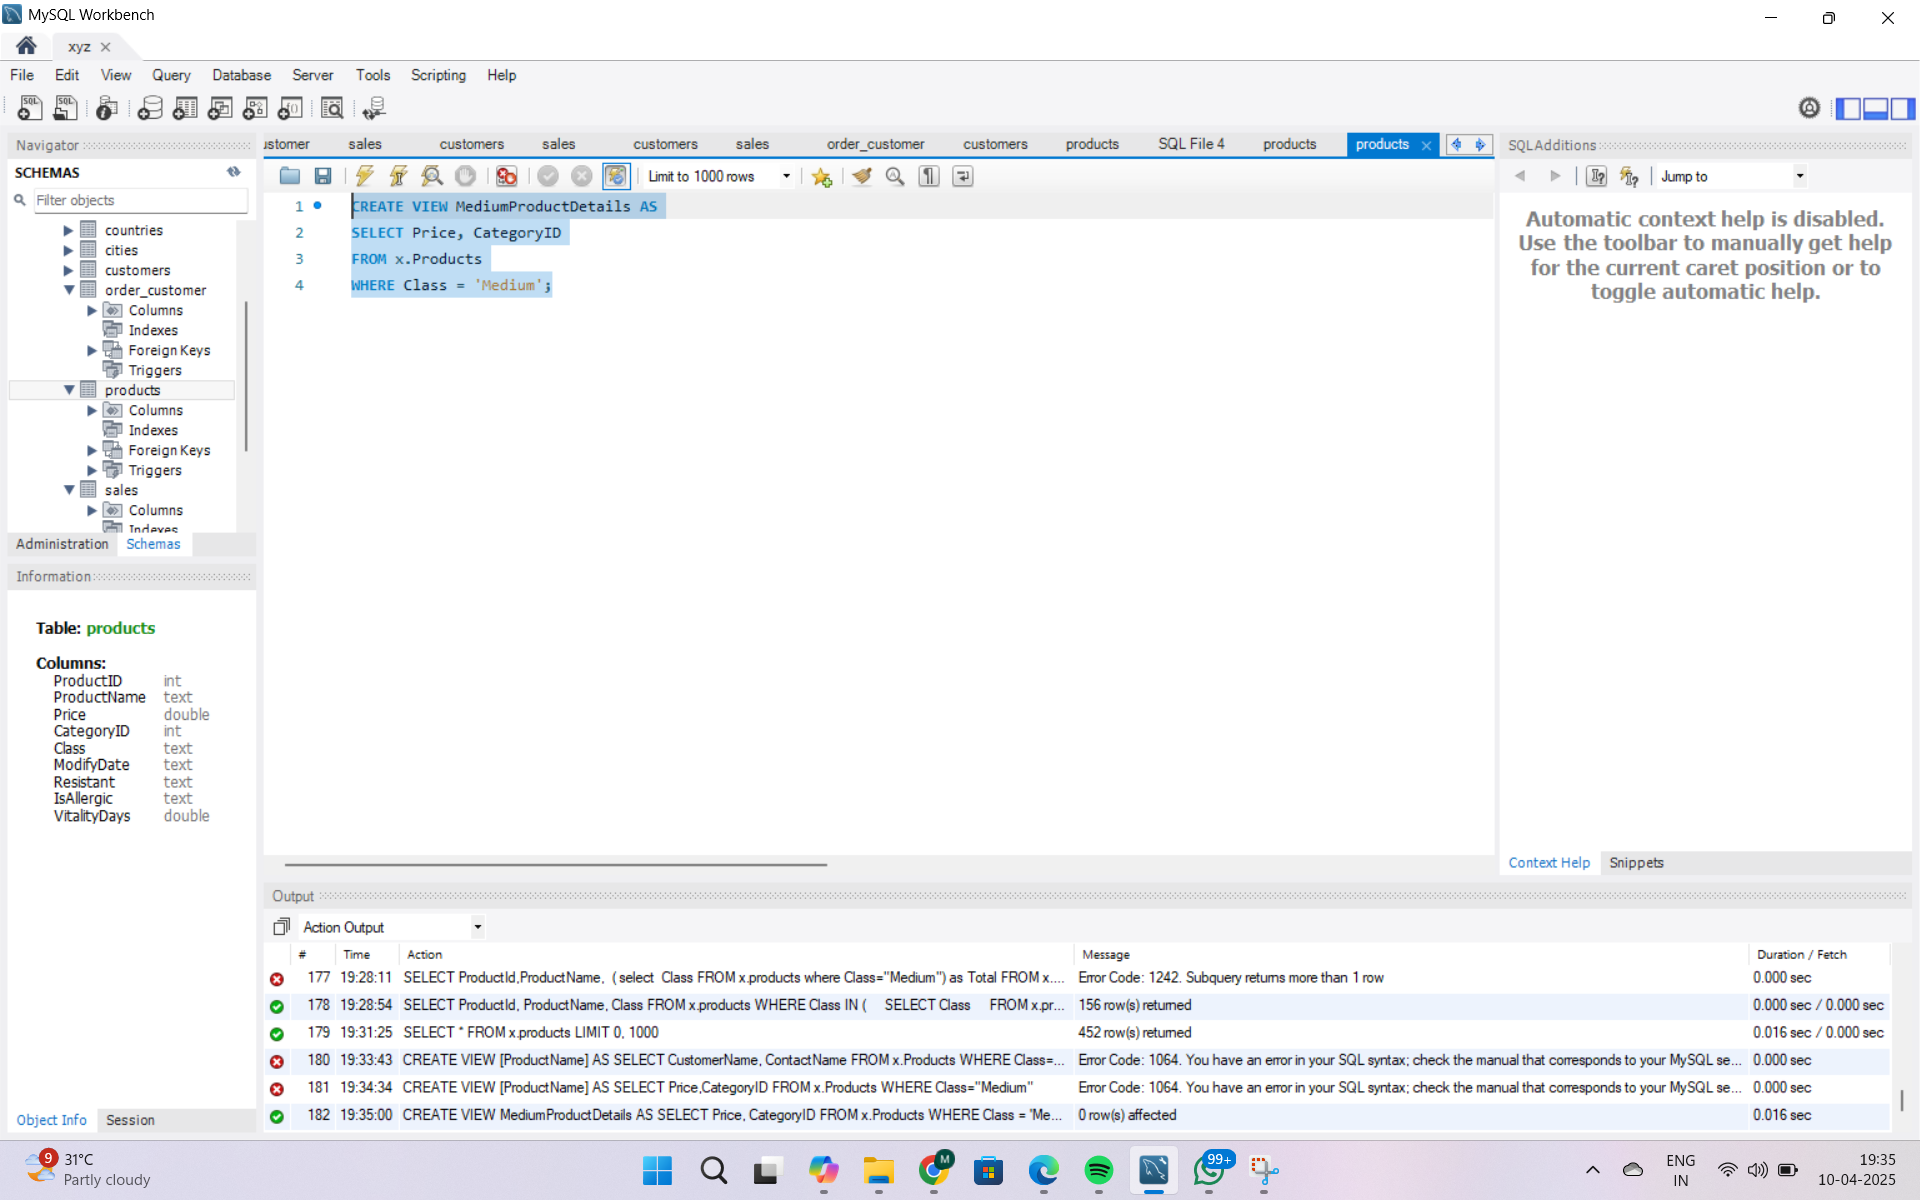 MySQL Workbench
xyz
File Edit View Query Database Server Tools Scripting Help
Navigator
SCHEMAS
Filter objects
countries
cities
customers
order_customer
Columns
Indexes
Foreign Keys
Triggers
products
Columns
Indexes
Foreign Keys
Triggers
sales
Columns
Indexes
Administration Schemas
Information
Table: products
Columns:
ProductID int
ProductName text
Price double
CategoryID int
Class text
ModifyDate text
Resistant text
IsAllergic text
VitalityDays double
Object Info Session
ustomer sales customers sales customers sales order_customer customers products SQL File 4 products products
Limit to 1000 rows
1 CREATE VIEW MediumProductDetails AS
2 SELECT Price, CategoryID
3 FROM x.Products
4 WHERE Class = 'Medium';
SQLAdditions
Jump to
Automatic context help is disabled.
Use the toolbar to manually get help
for the current caret position or to
toggle automatic help.
Context Help Snippets
Output
Action Output
# Time Action Message Duration / Fetch
177 19:28:11 SELECT ProductId,ProductName, (select Class FROM x.products where Class="Medium") as Total FROM x.... Error Code: 1242. Subquery returns more than 1 row 0.000 sec
178 19:28:54 SELECT ProductId, ProductName, Class FROM x.products WHERE Class IN ( SELECT Class FROM x.pr... 156 row(s) returned 0.000 sec / 0.000 sec
179 19:31:25 SELECT * FROM x.products LIMIT 0, 1000 452 row(s) returned 0.016 sec / 0.000 sec
180 19:33:43 CREATE VIEW [ProductName] AS SELECT CustomerName, ContactName FROM x.Products WHERE Class=... Error Code: 1064. You have an error in your SQL syntax; check the manual that corresponds to your MySQL se... 0.000 sec
181 19:34:34 CREATE VIEW [ProductName] AS SELECT Price,CategoryID FROM x.Products WHERE Class="Medium" Error Code: 1064. You have an error in your SQL syntax; check the manual that corresponds to your MySQL se... 0.000 sec
182 19:35:00 CREATE VIEW MediumProductDetails AS SELECT Price, CategoryID FROM x.Products WHERE Class = 'Me... 0 row(s) affected 0.016 sec
9
31°C
Partly cloudy
M
99+
ENG
IN
19:35
10-04-2025